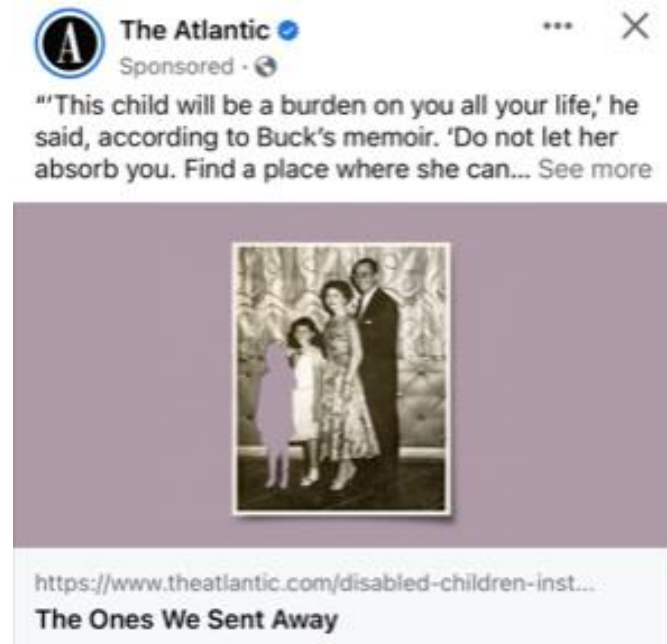 The Atlantic
Sponsored ·
"'This child will be a burden on you all your life,' he
said, according to Buck's memoir. 'Do not let her
absorb you. Find a place where she can... See more
https://www.theatlantic.com/disabled-children-inst...
The Ones We Sent Away